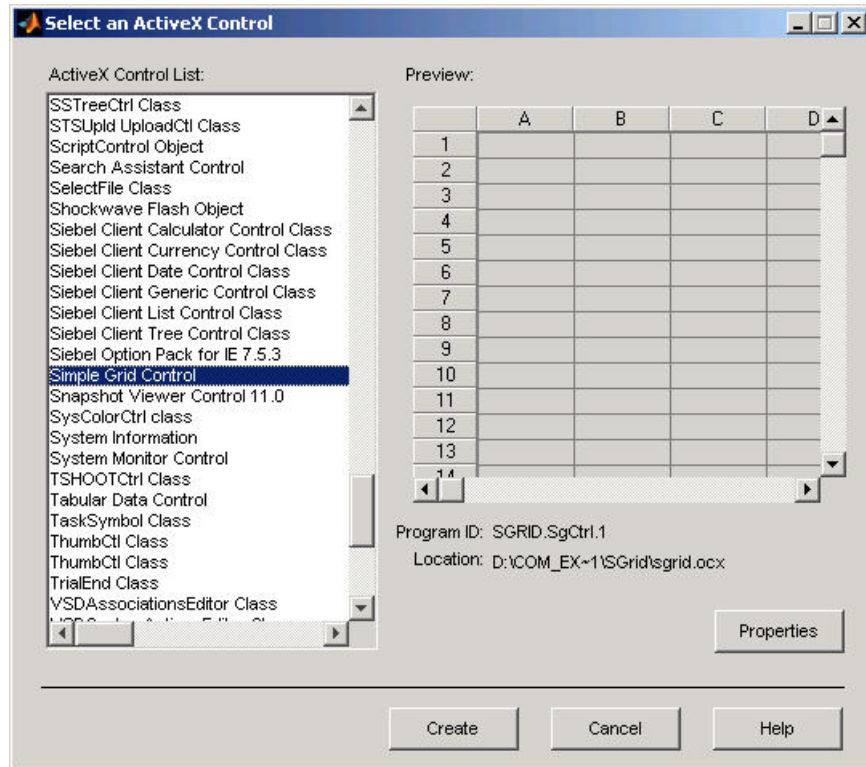 Select an ActiveX Control
ActiveX Control List:
SSTreeCtrl Class
STSUpld UploadCtl Class
ScriptControl Object
Search Assistant Control
SelectFile Class
Shockwave Flash Object
Siebel Client Calculator Control Class
Siebel Client Currency Control Class
Siebel Client Date Control Class
Siebel Client Generic Control Class
Siebel Client List Control Class
Siebel Client Tree Control Class
Siebel Option Pack for IE 7.5.3
Simple Grid Control
Snapshot Viewer Control 11.0
SysColorCtrl class
System Information
System Monitor Control
TSHOOTCtrl Class
Tabular Data Control
TaskSymbol Class
ThumbCtl Class
ThumbCtl Class
TrialEnd Class
VSDAssociationsEditor Class
Preview:
A B C D
1
2
3
4
5
6
7
8
9
10
11
12
13
14
Program ID: SGRID.SgCtrl.1
Location: D:\COM_EX~1\SGrid\sgrid.ocx
Properties
Create Cancel Help